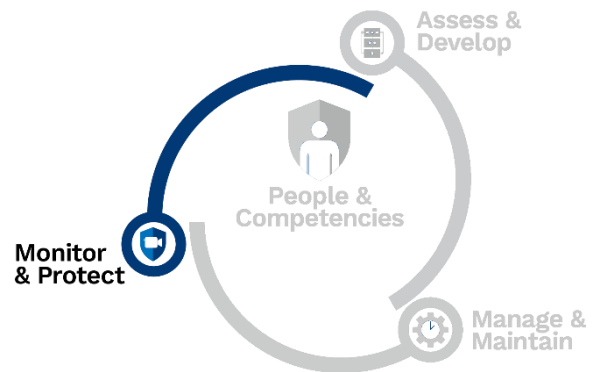 Assess &
Develop
People &
Competencies
Monitor
& Protect
Manage &
Maintain